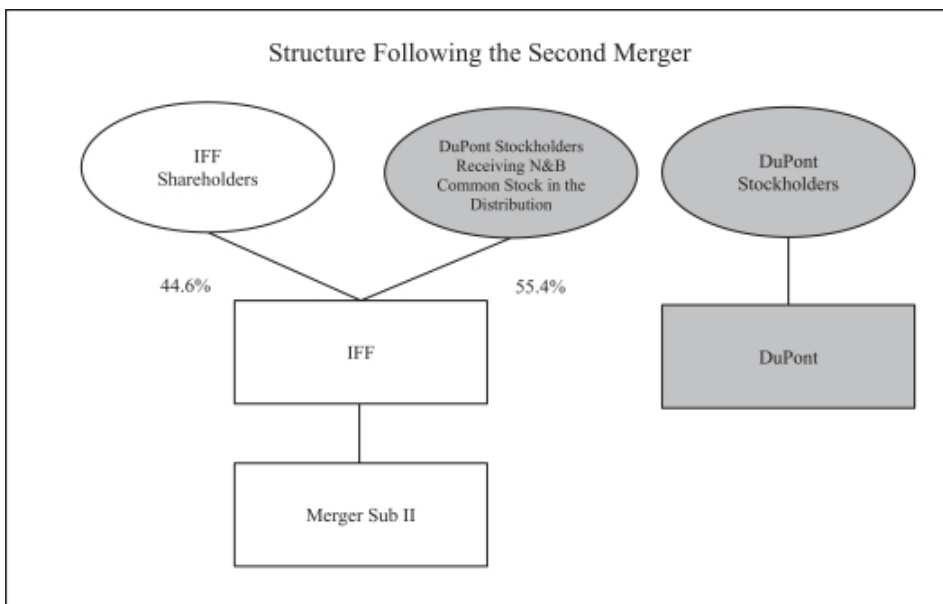 Structure Following the Second Merger
IFF
Shareholders
DuPont Stockholders
Receiving N&B
Common Stock in the
Distribution
DuPont
Stockholders
44.6%
55.4%
IFF
DuPont
Merger Sub II